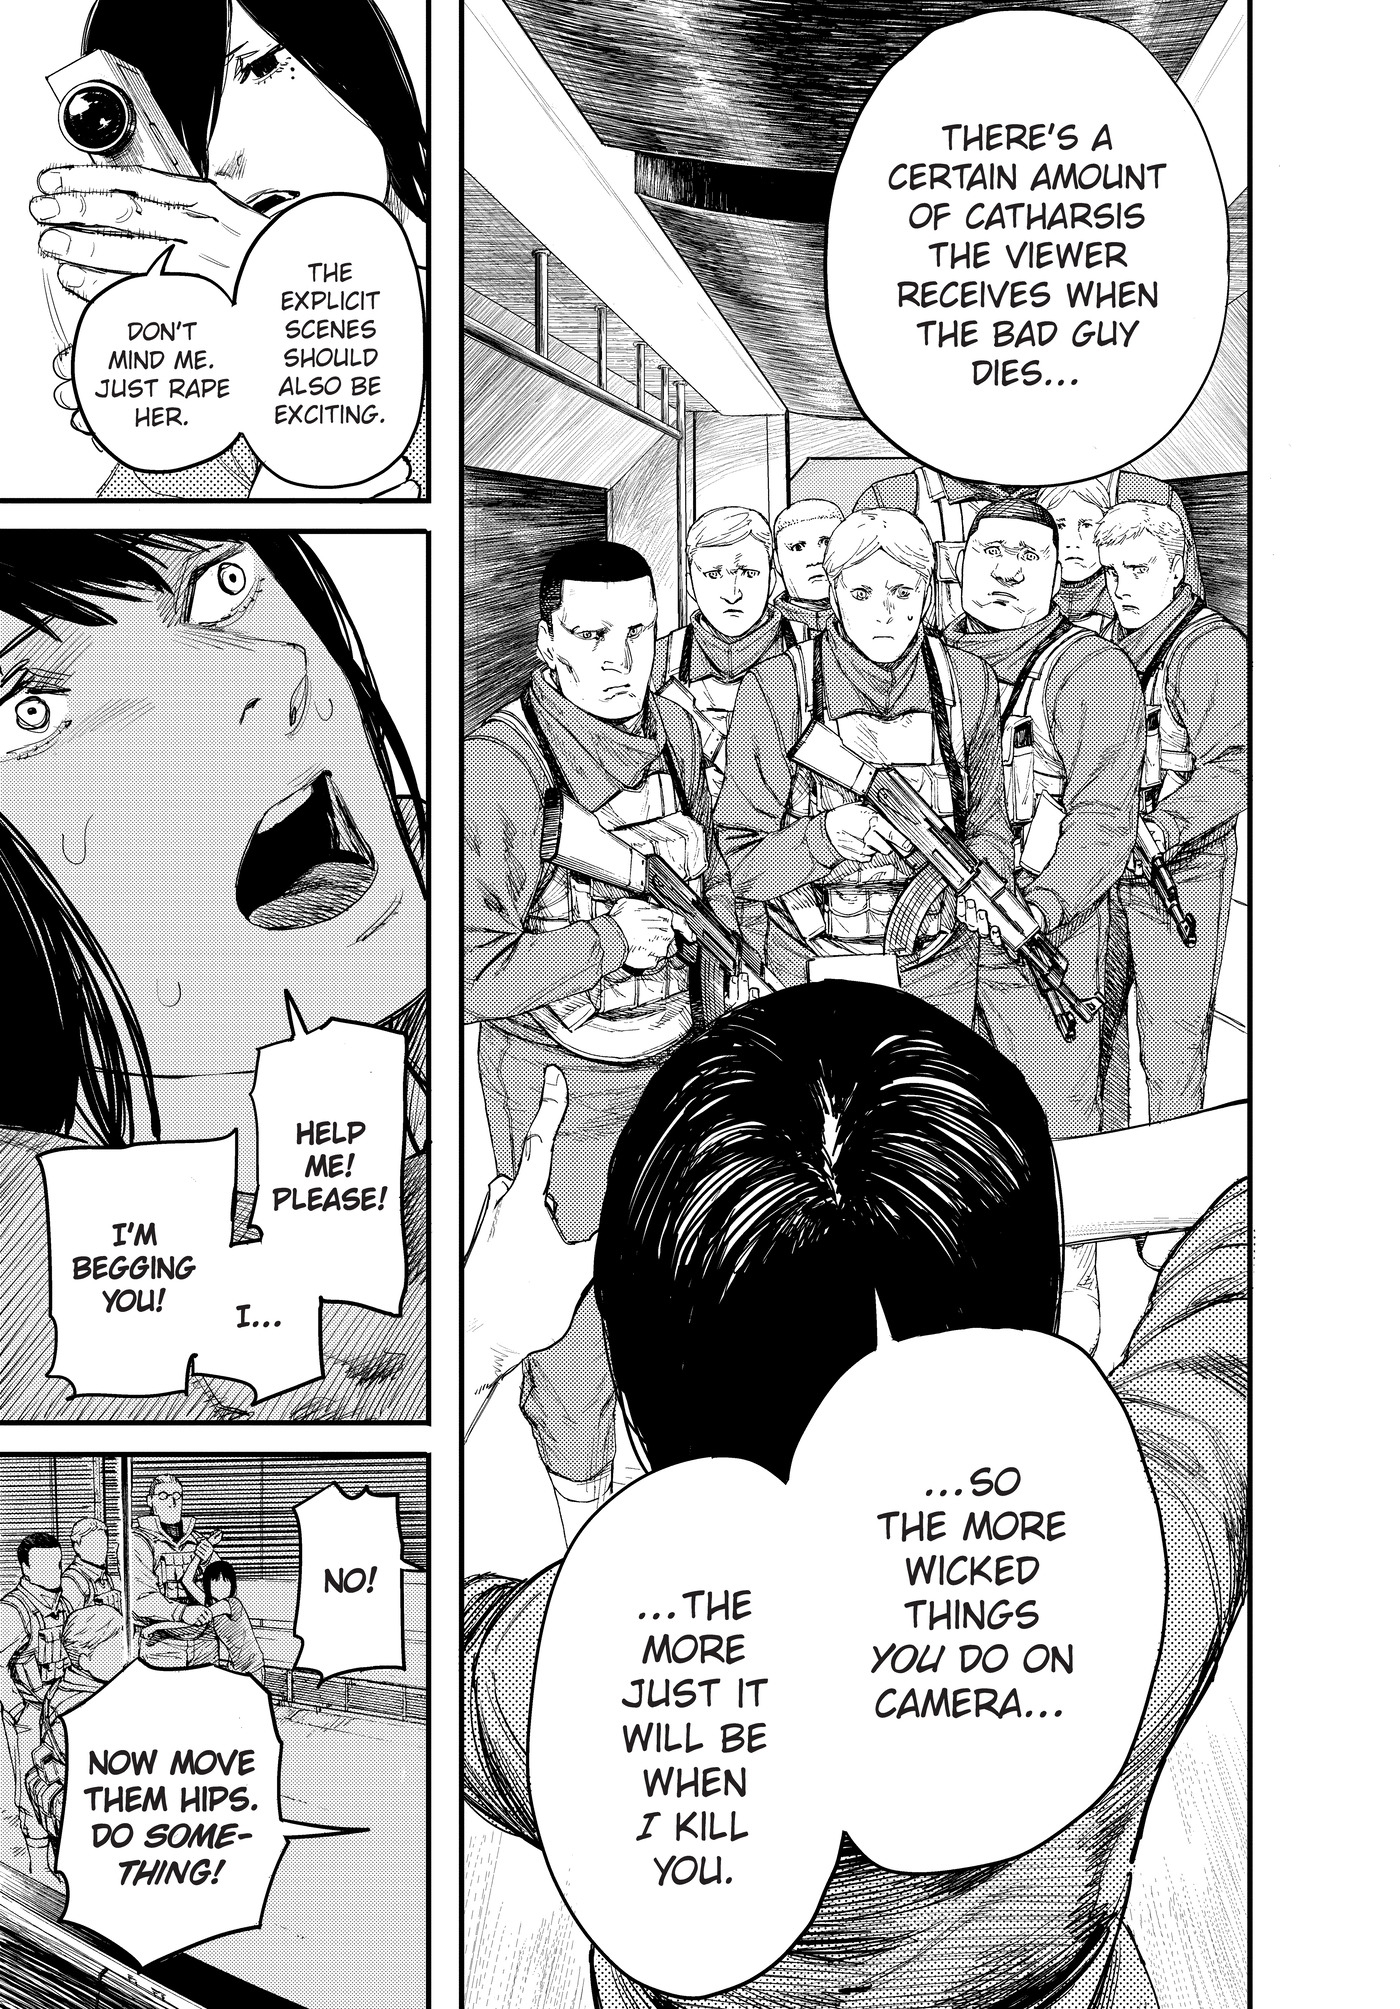 THERE'S A
CERTAIN AMOUNT
OF CATHARSIS
THE VIEWER
RECEIVES WHEN
THE BAD GUY
DIES...
...SO
THE MORE
WICKED
THINGS
YOU DO ON
CAMERA...
...THE
MORE
JUST IT
WILL BE
WHEN
I KILL
YOU.
THE
EXPLICIT
SCENES
SHOULD
ALSO BE
EXCITING.
DON'T
MIND ME.
JUST RAPE
HER.
HELP
ME!
PLEASE!
I...
I'M
BEGGING
YOU!
NO!
NOW MOVE
THEM HIPS.
DO SOME-
THING!